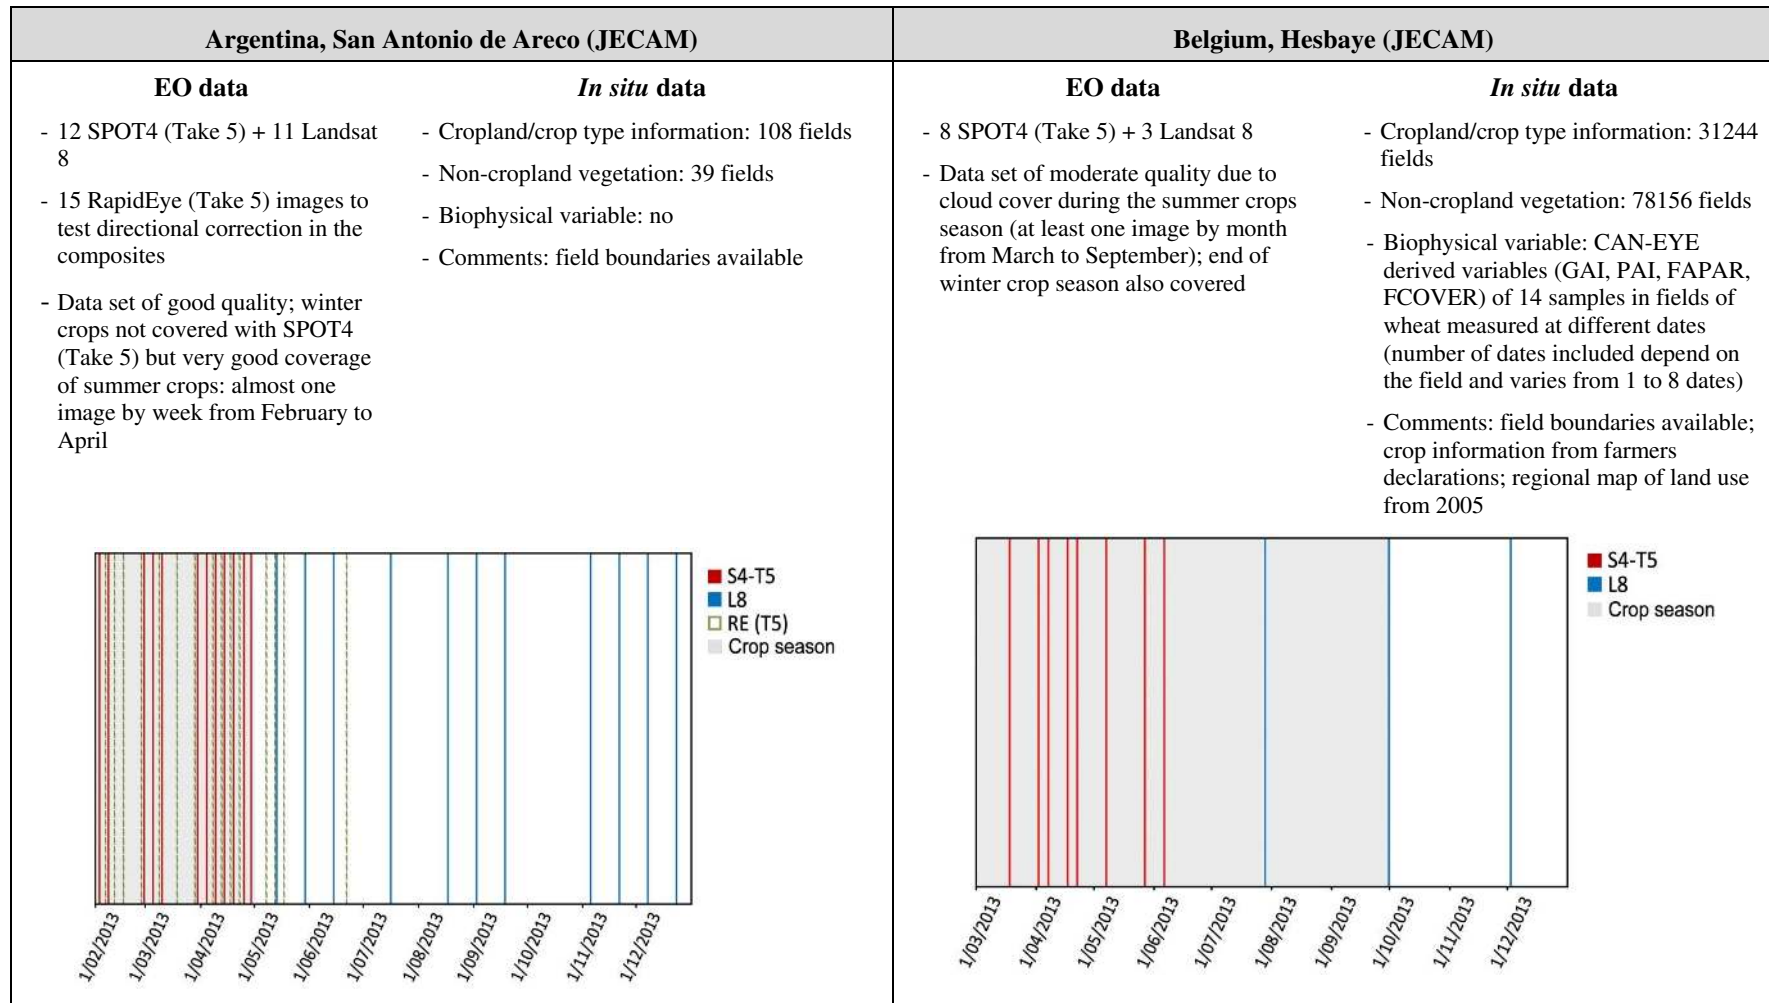 Argentina, San Antonio de Areco (JECAM)
EO data
- 12 SPOT4 (Take 5) + 11 Landsat
8
- 15 RapidEye (Take 5) images to
test directional correction in the
composites
- Data set of good quality; winter
crops not covered with SPOT4
(Take 5) but very good coverage
of summer crops: almost one
image by week from February to
April
In situ data
- Cropland/crop type information: 108 fields
- Non-cropland vegetation: 39 fields
- Biophysical variable: no
- Comments: field boundaries available
S4-T5
L8
RE (T5)
Crop season
1/02/2013
1/03/2013
1/04/2013
1/05/2013
1/06/2013
1/07/2013
1/08/2013
1/09/2013
1/10/2013
1/11/2013
1/12/2013
Belgium, Hesbaye (JECAM)
EO data
- 8 SPOT4 (Take 5) + 3 Landsat 8
- Data set of moderate quality due to
cloud cover during the summer crops
season (at least one image by month
from March to September); end of
winter crop season also covered
In situ data
- Cropland/crop type information: 31244
fields
- Non-cropland vegetation: 78156 fields
- Biophysical variable: CAN-EYE
derived variables (GAI, PAI, FAPAR,
FCOVER) of 14 samples in fields of
wheat measured at different dates
(number of dates included depend on
the field and varies from 1 to 8 dates)
- Comments: field boundaries available;
crop information from farmers
declarations; regional map of land use
from 2005
S4-T5
L8
Crop season
1/03/2013
1/04/2013
1/05/2013
1/06/2013
1/07/2013
1/08/2013
1/09/2013
1/10/2013
1/11/2013
1/12/2013